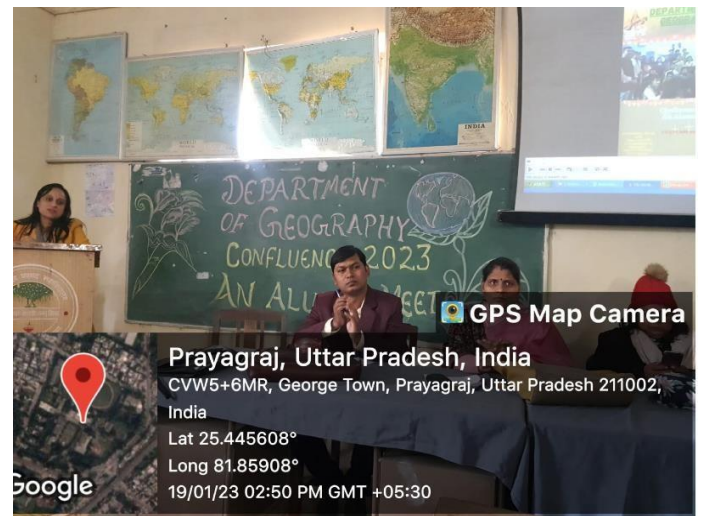 DEPARTMENT
INDIA
DEPARTMENT
OF GEOGRAPHY
CONFLUENCE 2023
AN
MEET
GPS Map Camera
Prayagraj, Uttar Pradesh, India
CVW5+6MR, George Town, Prayagraj, Uttar Pradesh 211002,
India
Lat 25.445608°
Long 81.85908°
19/01/23 02:50 PM GMT +05:30
Google